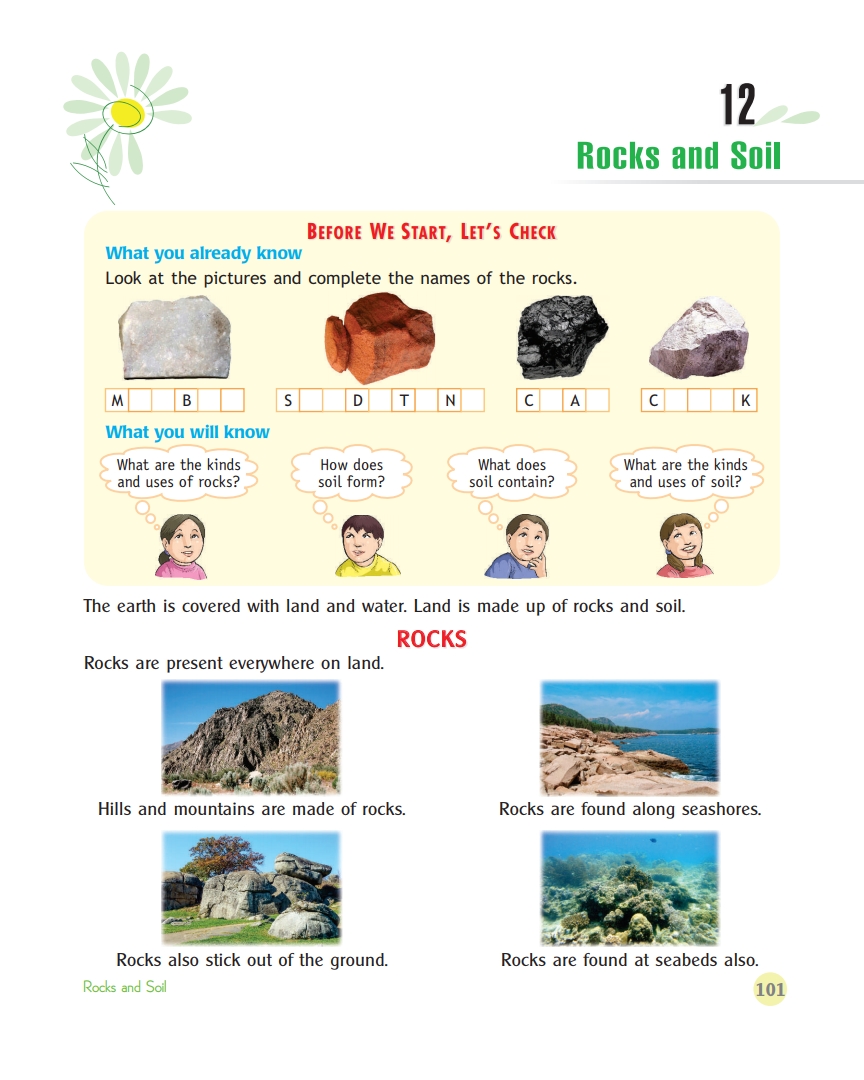 12
Rocks and Soil
BEFORE WE START, LET'S CHECK
What you already know
Look at the pictures and complete the names of the rocks.
M B
S D T N
C A
C K
What you will know
What are the kinds
and uses of rocks?
How does
soil form?
What does
soil contain?
What are the kinds
and uses of soil?
The earth is covered with land and water. Land is made up of rocks and soil.
ROCKS
Rocks are present everywhere on land.
Hills and mountains are made of rocks.
Rocks are found along seashores.
Rocks also stick out of the ground.
Rocks are found at seabeds also.
Rocks and Soil
101